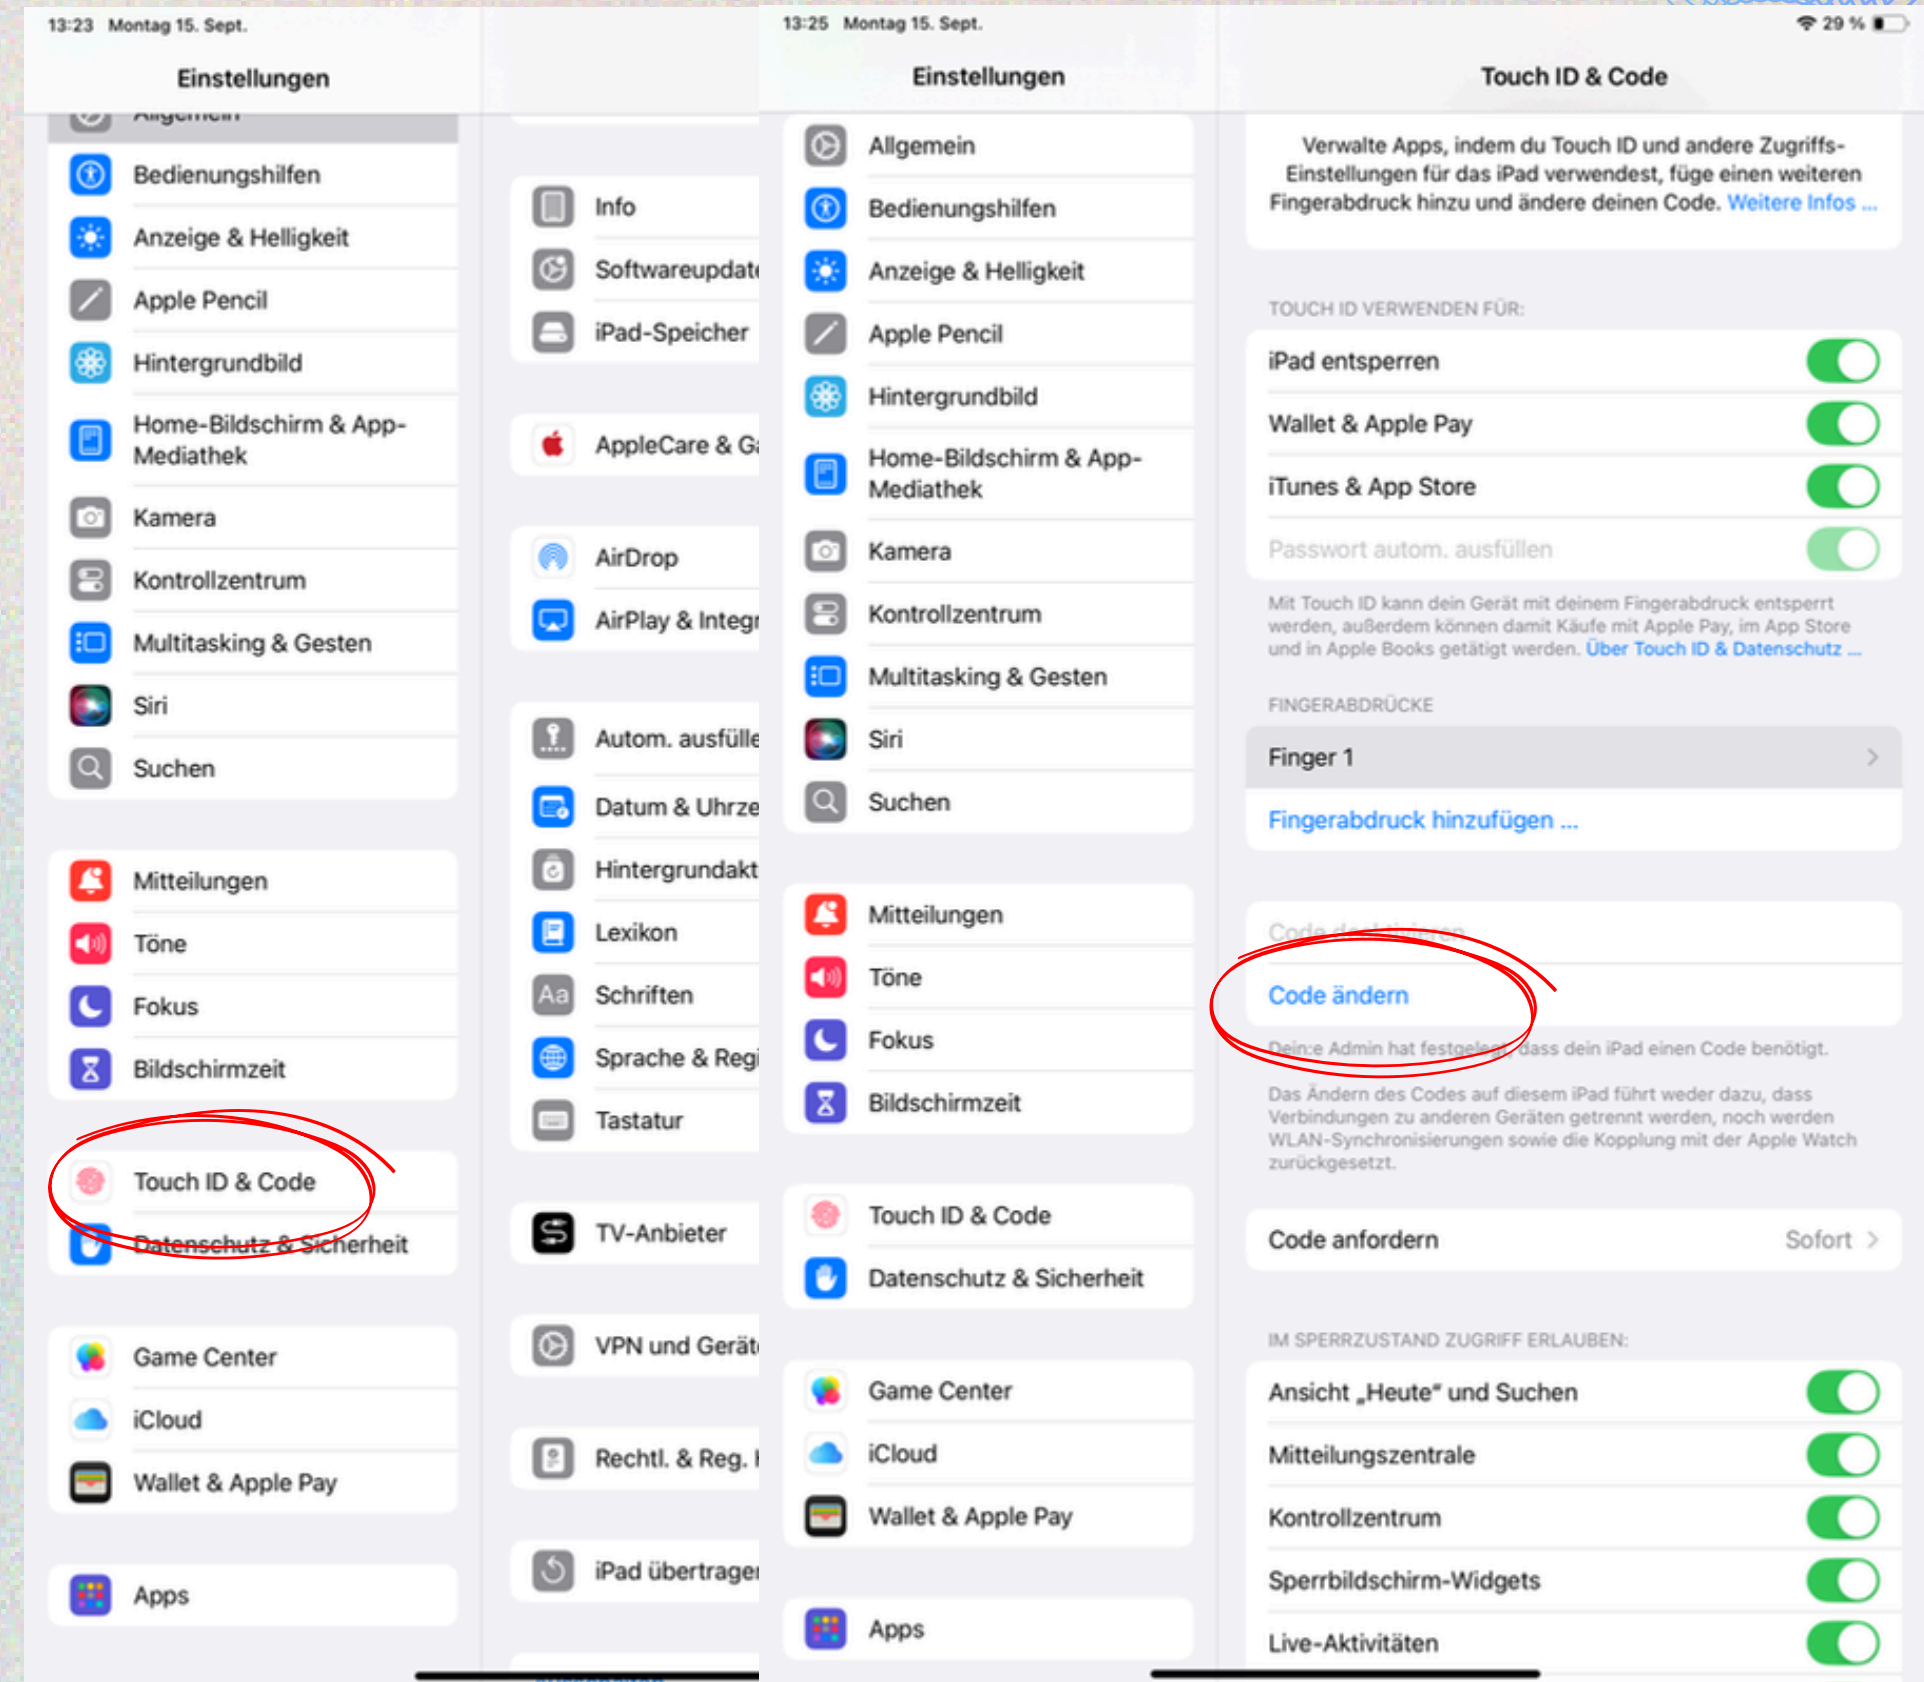 13:23 Montag 15. Sept.
Einstellungen
Allgemein
Bedienungshilfen
Anzeige & Helligkeit
Apple Pencil
Hintergrundbild
Home-Bildschirm & App-
Mediathek
Kamera
Kontrollzentrum
Multitasking & Gesten
Siri
Suchen
Mitteilungen
Töne
Fokus
Bildschirmzeit
Touch ID & Code
Datenschutz & Sicherheit
Game Center
iCloud
Wallet & Apple Pay
Apps
Info
Softwareupdate
iPad-Speicher
AppleCare & Ga
AirDrop
AirPlay & Integr
Autom. ausfülle
Datum & Uhrze
Hintergrundakt
Lexikon
Aa
Schriften
Sprache & Regi
Tastatur
TV-Anbieter
VPN und Gerät
Rechtl. & Reg.
iPad übertragen
13:25 Montag 15. Sept.
Einstellungen
Allgemein
Bedienungshilfen
Anzeige & Helligkeit
Apple Pencil
Hintergrundbild
Home-Bildschirm & App-
Mediathek
Kamera
Kontrollzentrum
Multitasking & Gesten
Siri
Suchen
Mitteilungen
Töne
Fokus
Bildschirmzeit
Touch ID & Code
Datenschutz & Sicherheit
Game Center
iCloud
Wallet & Apple Pay
Apps
29 %
Touch ID & Code
Verwalte Apps, indem du Touch ID und andere Zugriffs-
Einstellungen für das iPad verwendest, füge einen weiteren
Fingerabdruck hinzu und ändere deinen Code. Weitere Infos ...
TOUCH ID VERWENDEN FÜR:
iPad entsperren
Wallet & Apple Pay
iTunes & App Store
Passwort autom. ausfüllen
Mit Touch ID kann dein Gerät mit deinem Fingerabdruck entsperrt
werden, außerdem können damit Käufe mit Apple Pay, im App Store
und in Apple Books getätigt werden. Über Touch ID & Datenschutz ...
FINGERABDRÜCKE
Finger 1
Fingerabdruck hinzufügen ...
Code deaktivieren
Code ändern
Dein:e Admin hat festgelegt, dass dein iPad einen Code benötigt.
Das Ändern des Codes auf diesem iPad führt weder dazu, dass
Verbindungen zu anderen Geräten getrennt werden, noch werden
WLAN-Synchronisierungen sowie die Kopplung mit der Apple Watch
zurückgesetzt.
Code anfordern Sofort
IM SPERRZUSTAND ZUGRIFF ERLAUBEN:
Ansicht „Heute“ und Suchen
Mitteilungszentrale
Kontrollzentrum
Sperrbildschirm-Widgets
Live-Aktivitäten